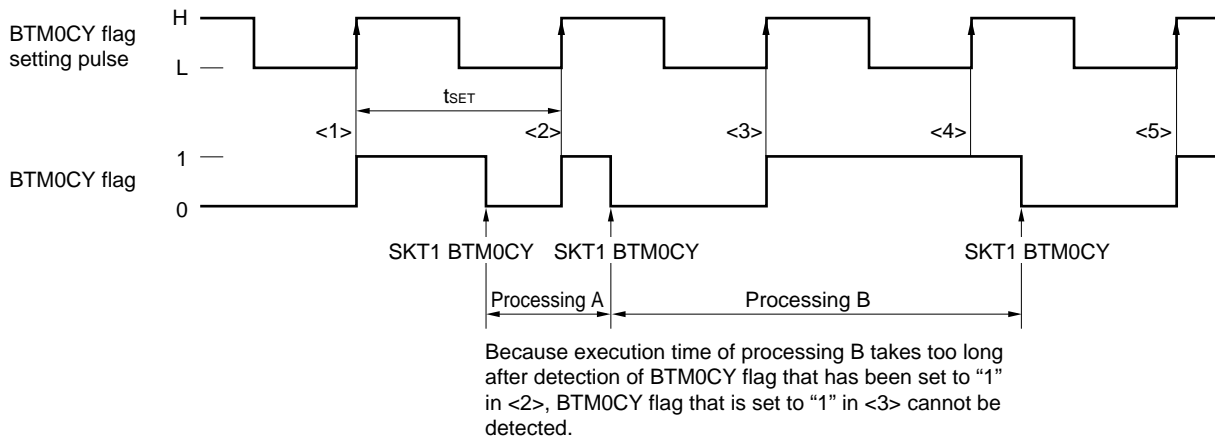 H
BTM0CY flag
setting pulse
L
tSET
<1>
<2>
<3>
<4>
<5>
1
BTM0CY flag
0
SKT1 BTM0CY
SKT1 BTM0CY
SKT1 BTM0CY
Processing A
Processing B
Because execution time of processing B takes too long
after detection of BTM0CY flag that has been set to “1”
in <2>, BTM0CY flag that is set to “1” in <3> cannot be
detected.